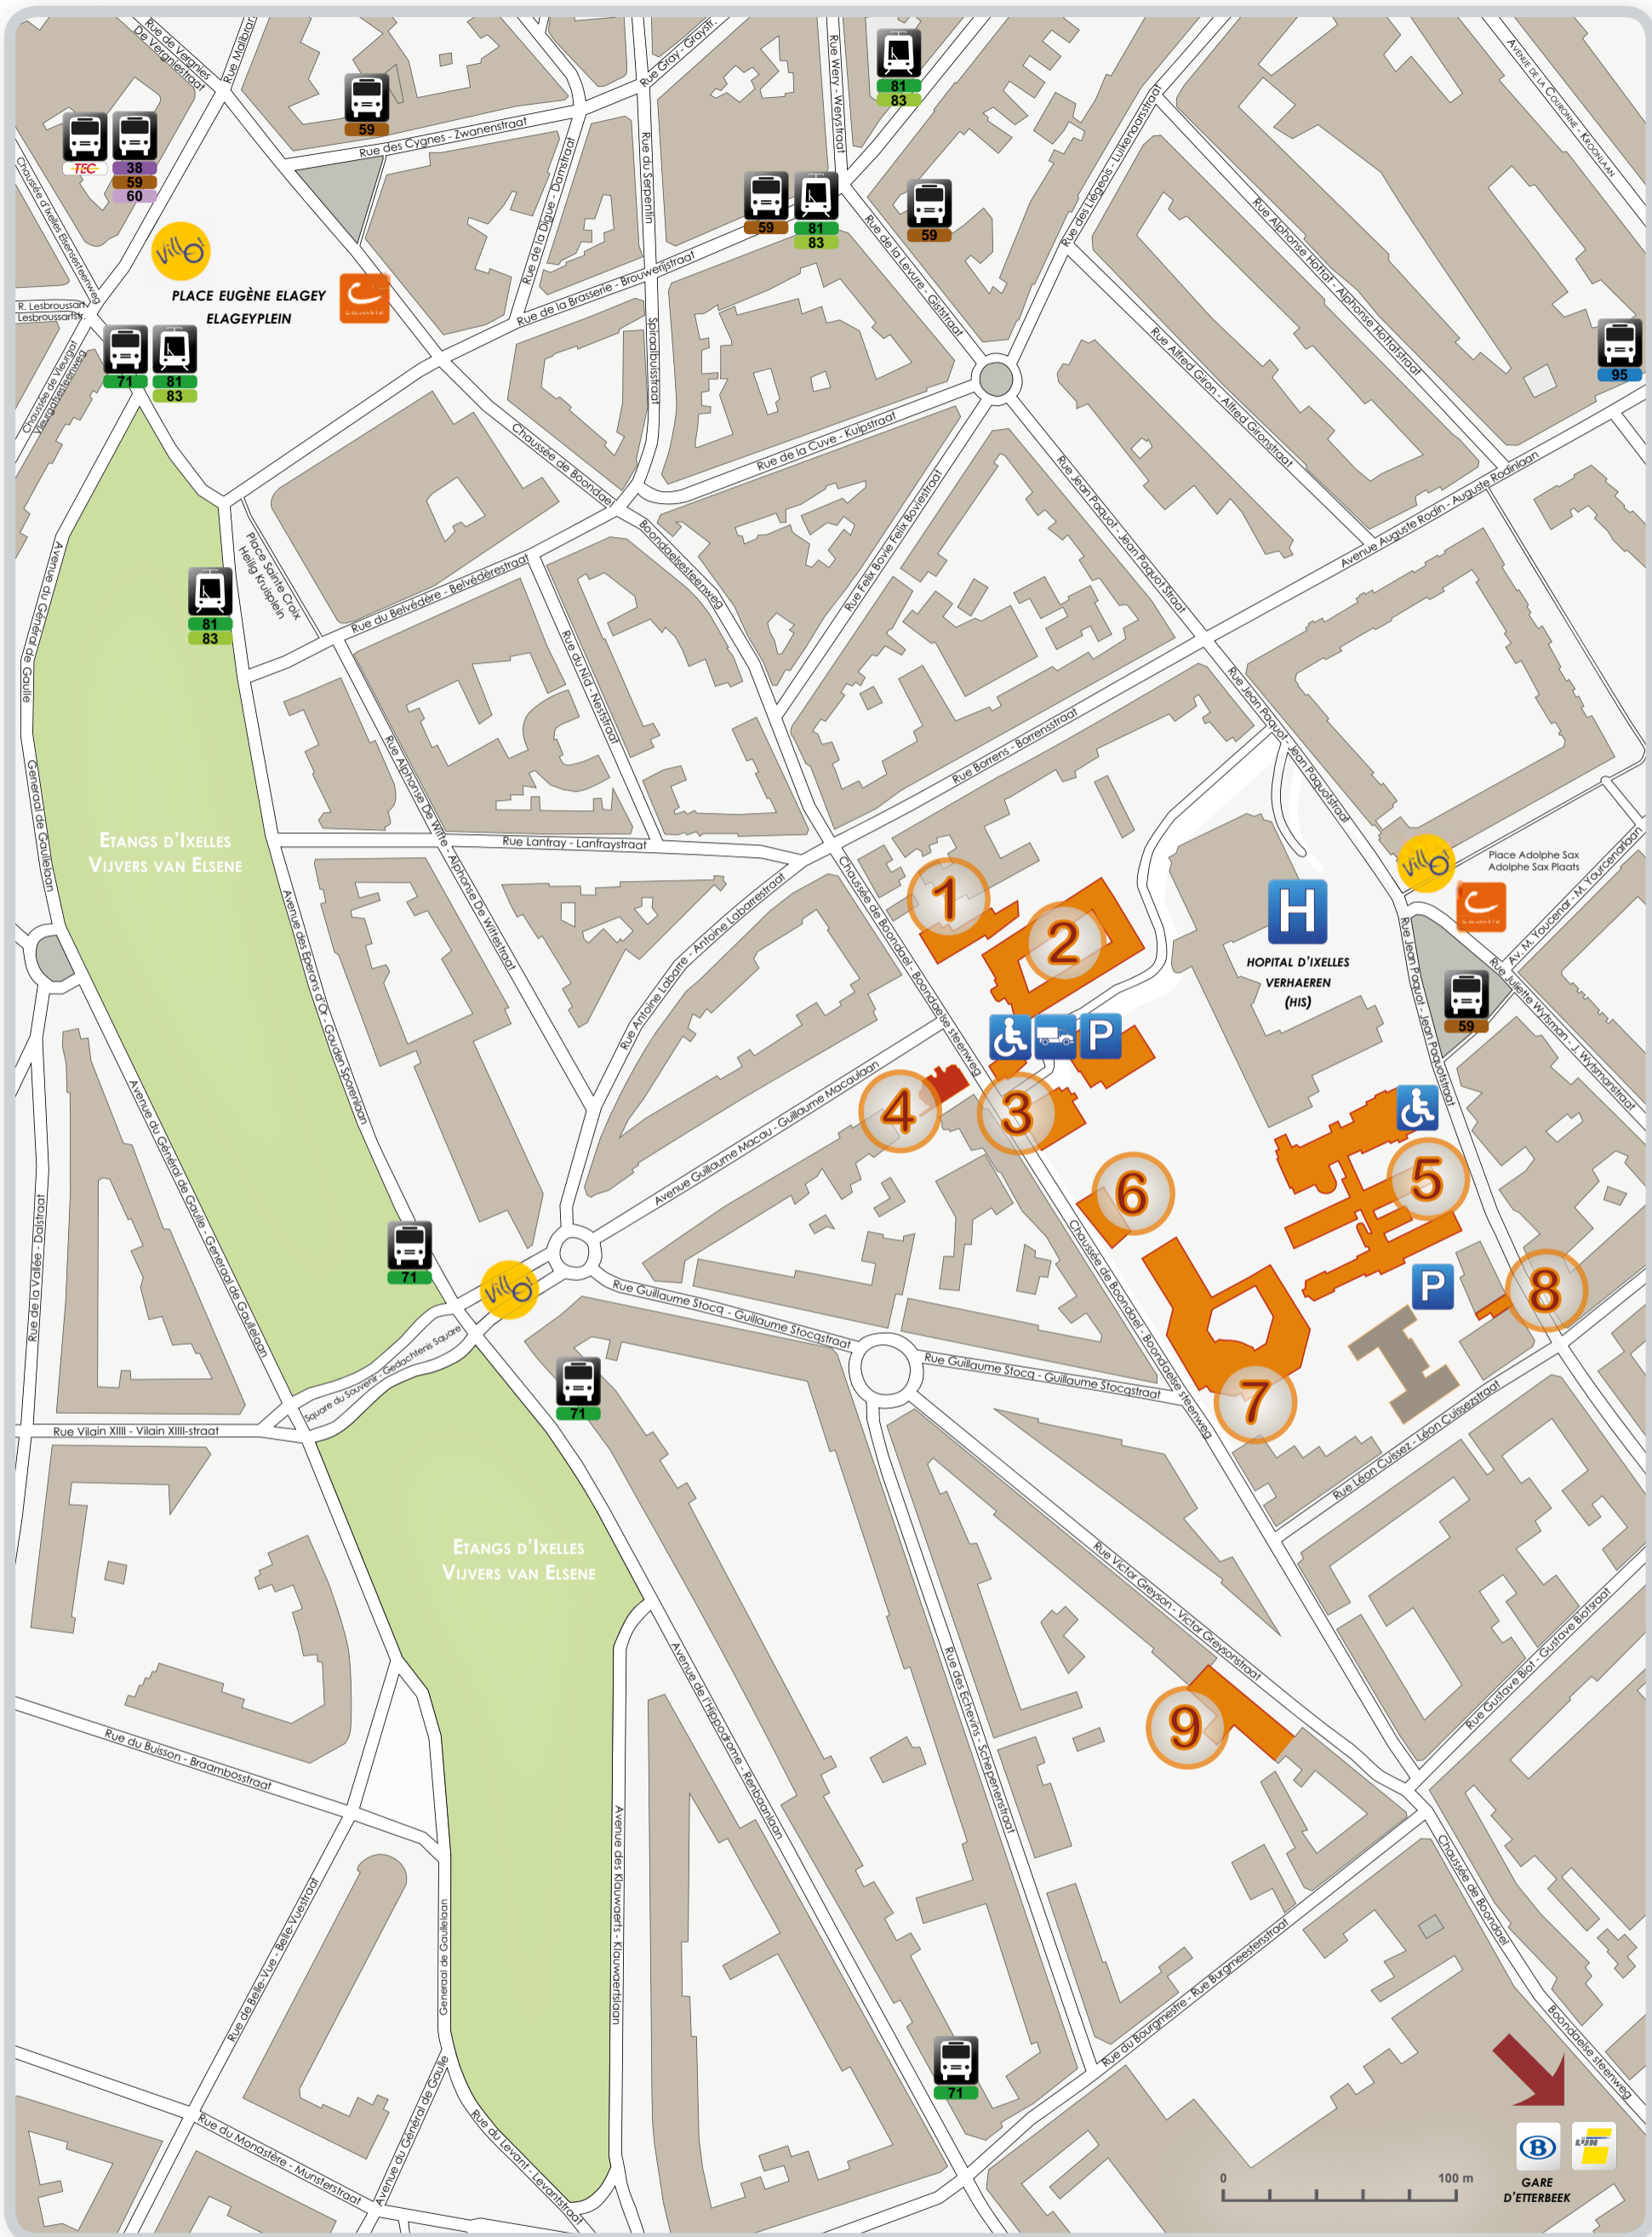 Rue de Vergnies
De Vergniestraat
Rue Malibran
59
Rue des Cygnes - Zwanenstraat
Rue Gray - Graystr.
Rue Wery - Werystraat
81
83
Avenue de la Couronne - Kroonlaan
TEC
38
59
60
Chaussée d'Ixelles Elsensesteenweg
Rue de la Digue - Damstraat
Rue du Serpentin
Spiraalbuisstraat
59
81
83
59
Rue des Liégeois - Luikenaarsstraat
Rue Alphonse Hottat - Alphonse Hottatstraat
Villo!
PLACE EUGÈNE ELAGEY
ELAGEYPLEIN
R. Lesbroussart
Lesbroussartstr.
Rue de la Brasserie - Brouwerijstraat
Rue de la Levure - Giststraat
Rue Alfred Giron - Alfred Gironstraat
95
Chaussée de Vleurgat
Vleurgatsesteenweg
71
81
83
Chaussée de Boondael
Boondaelsesteenweg
Rue de la Cuve - Kuipstraat
Rue Felix Bovie Felix Boviestraat
Rue Jean Paquot - Jean Paquot Straat
Avenue Auguste Rodin - Auguste Rodinlaan
Place Sainte Croix
Heilig Kruisplein
81
83
Rue du Belvédère - Belvédèrestraat
Rue du Nid - Neststraat
Avenue du Général de Gaulle
Generaal de Gaullelaan
Rue Borrens - Borrensstraat
Rue Jean Paquot - Jean Paquotstraat
Rue Alphonse De Witte - Alphonse De Wittestraat
Rue Lanfray - Lanfraystraat
ETANGS D'IXELLES
VIJVERS VAN ELSENE
Villo!
Place Adolphe Sax
Adolphe Sax Plaats
Av. M. Youcenar - M. Yourcenarlaan
Avenue des Eperons d'Or - Gouden Sporenlaan
Rue Antoine Labarre - Antoine Labarrestraat
Chaussée de Boondael - Boondaelse steenweg
1
2
H
HOPITAL D'IXELLES
VERHAEREN
(HIS)
Rue Jean Paquot - Jean Paquotstraat
59
Rue Juliette Wytsman - J. Wytsmanstraat
P
4
3
Avenue Guillaume Macau - Guillaume Macaulaan
5
6
Avenue du Général de Gaulle - Generaal de Gaullelaan
Rue de la Vallée - Dalstraat
71
Villo!
Rue Guillaume Stocq - Guillaume Stocqstraat
Rue Guillaume Stocq - Guillaume Stocqstraat
Chaussée de Boondael - Boondaelse steenweg
P
8
7
Square du Souvenir - Gedachtenis Square
71
Rue Vilain XIIII - Vilain XIIII-straat
Rue Léon Cuissez - Léon Cuissezstraat
ETANGS D'IXELLES
VIJVERS VAN ELSENE
Rue Victor Greyson - Victor Greysonstraat
Rue Gustave Biot - Gustave Biotsraat
Avenue de l'Hippodrome - Renbaanlaan
Rue des Echevins - Schepenenstraat
9
Rue du Buisson - Braambosstraat
Avenue des Klauwaerts - Klauwaertslaan
Chaussée de Boondael
Boondaelse steenweg
Rue de Belle-Vue - Belle-Vuestraat
Generaal de Gaullelaan
Avenue du Général de Gaulle
Rue du Bourgmestre - Rue Burgmeestersstraat
71
Rue du Monastère - Munsterstraat
Rue du Levant - Levantstraat
0
100 m
B
LIJN
GARE
D'ETTERBEEK